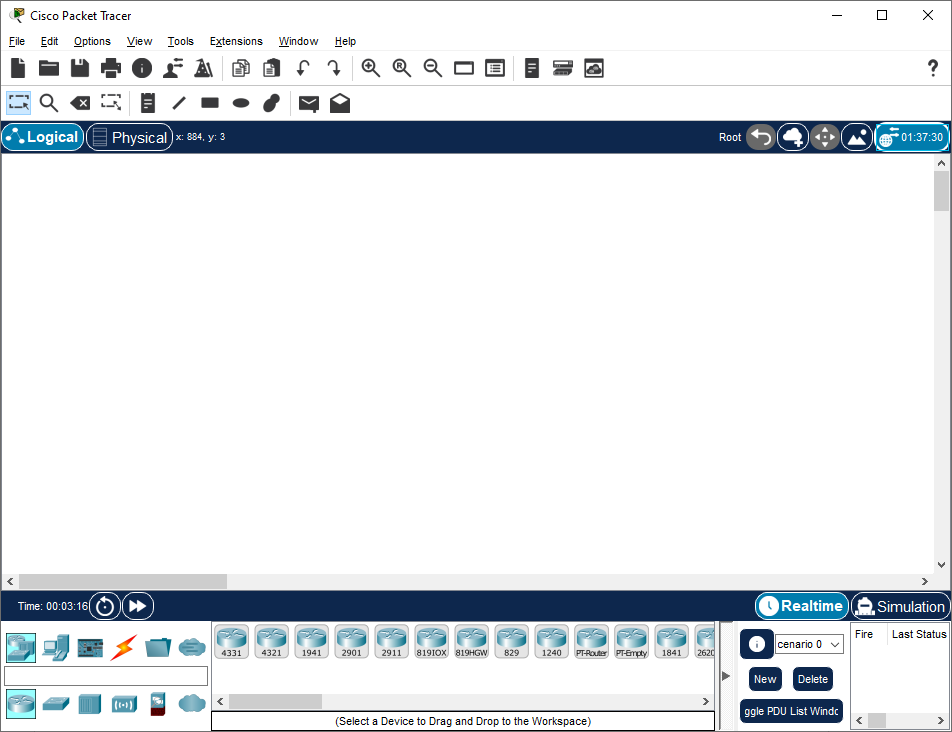 Cisco Packet Tracer
File Edit Options View Tools Extensions Window Help
Logical Physical x: 884, y: 3 Root 01:37:30
Time: 00:03:16 Realtime Simulation
4331 4321 1941 2901 2911 819IOX 819HGW 829 1240 PT-Router PT-Empty 1841 2620
cenario 0
Fire Last Status
New Delete
ggle PDU List Windo
(Select a Device to Drag and Drop to the Workspace)